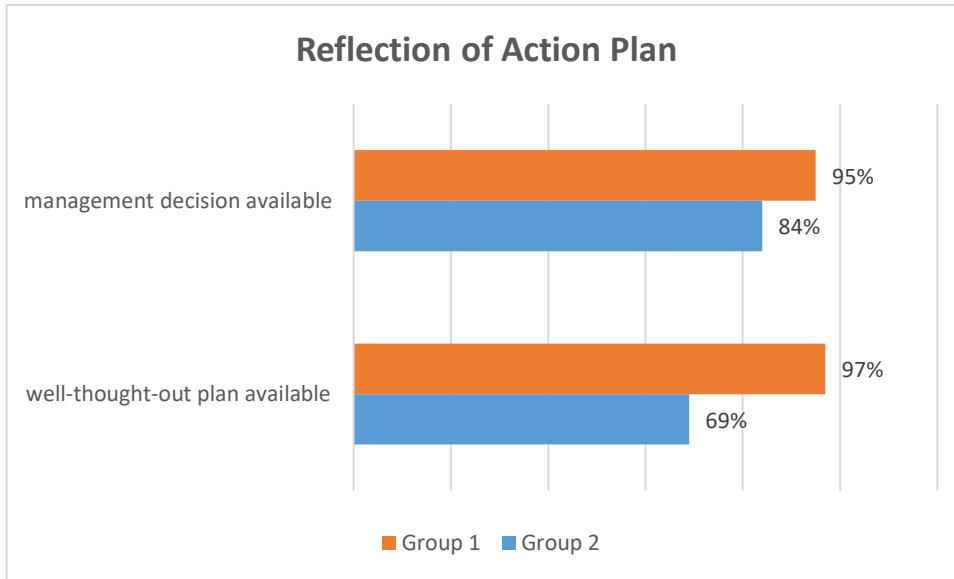 Reflection of Action Plan
management decision available
95%
84%
well-thought-out plan available
97%
69%
Group 1
Group 2